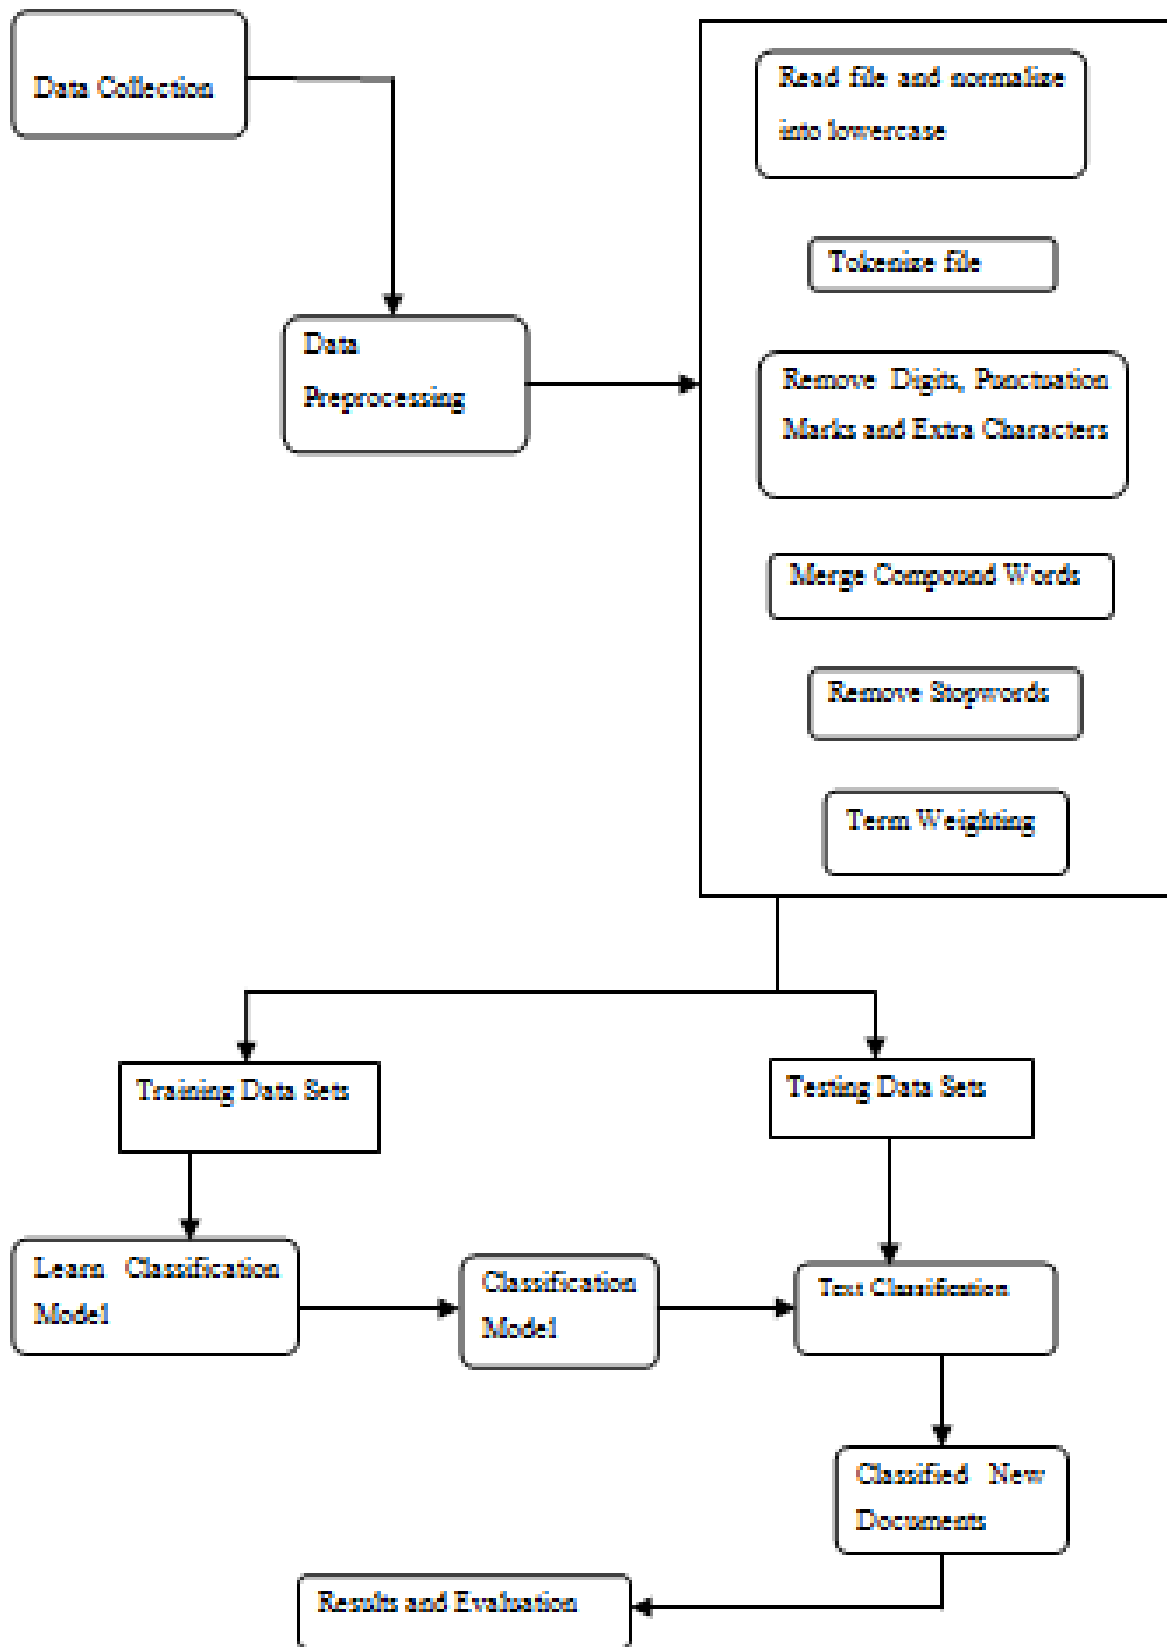 Data Collection
Read file and normalize
into lowercase
Tokenize file
Data
Preprocessing
Remove Digits, Punctuation
Marks and Extra Characters
Merge Compound Words
Remove Stopwords
Term Weighting
Training Data Sets
Testing Data Sets
Learn Classification
Model
Classification
Model
Text Classification
Classified New
Documents
Results and Evaluation